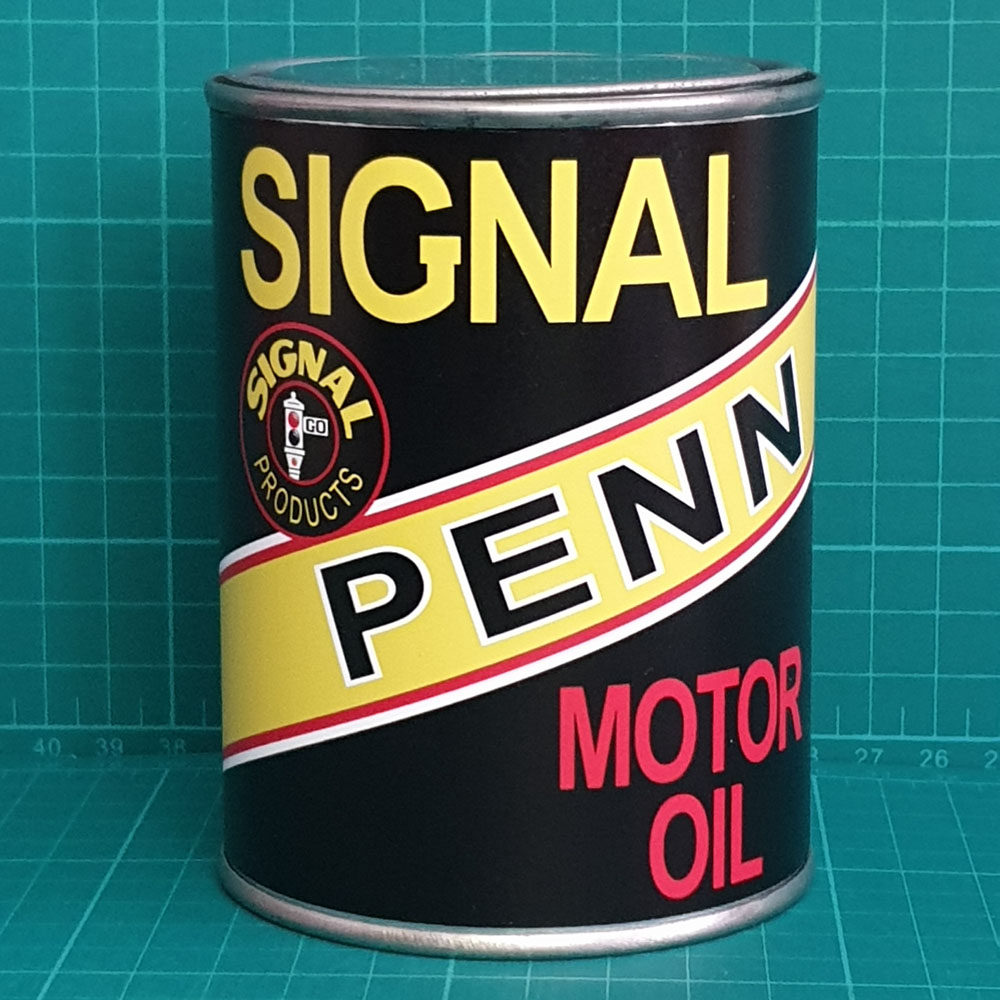 SIGNAL
SIGNAL
GO
PRODUCTS
PENN
MOTOR
OIL
40 39 38
27 26